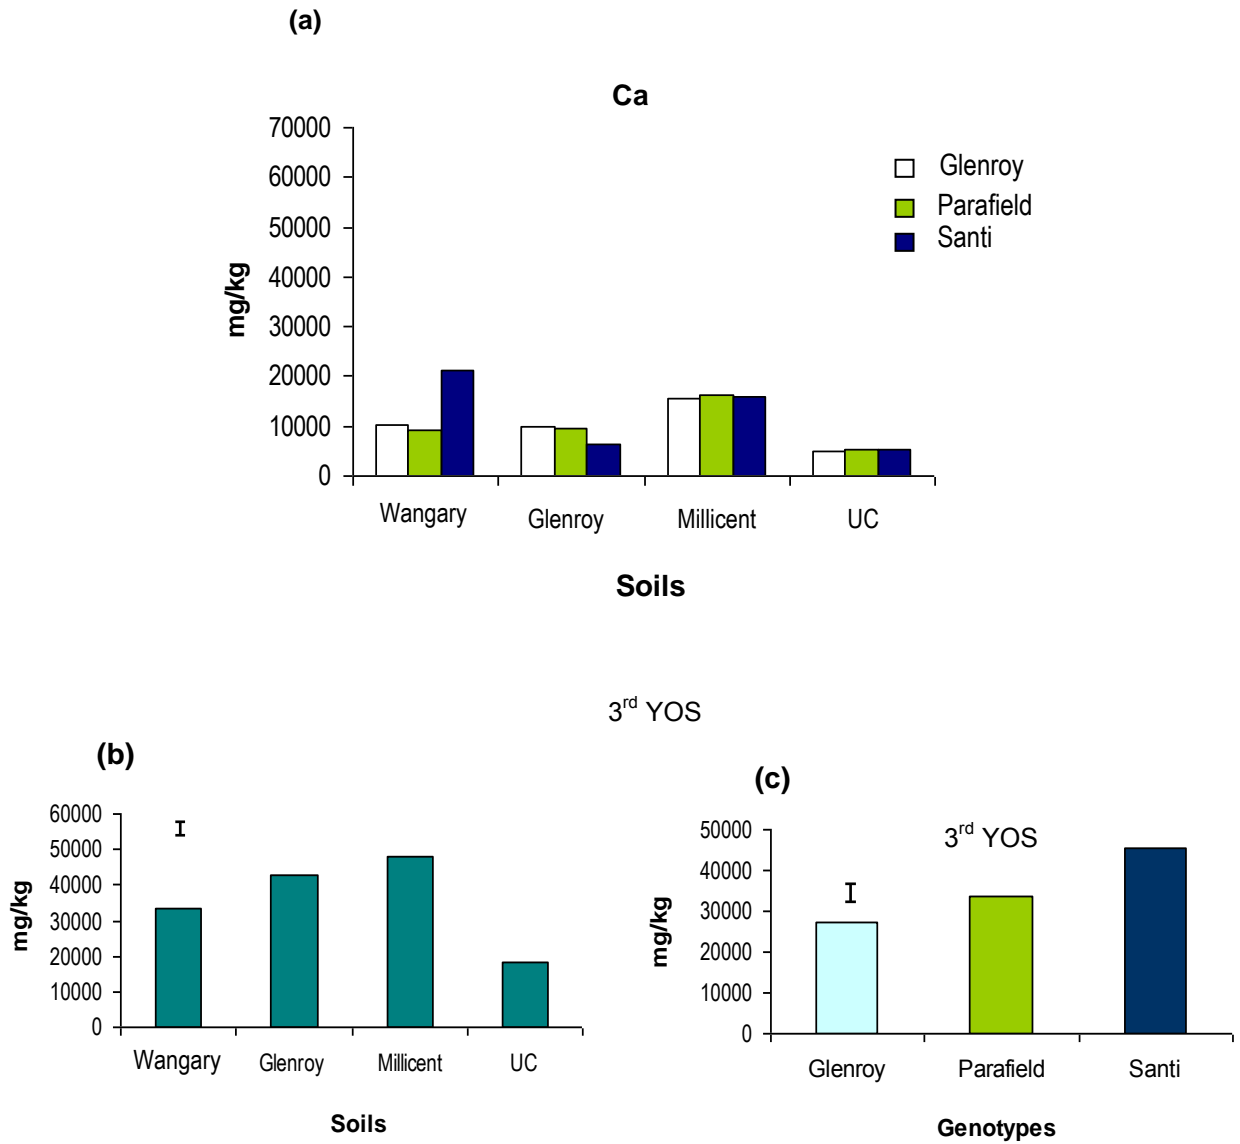 (a)
Ca
70000
60000
50000
40000
30000
20000
10000
0
mg/kg
Glenroy
Parafield
Santi
Wangary Glenroy Millicent UC
Soils
3rd YOS
(b)
60000
50000
40000
30000
20000
10000
0
mg/kg
Wangary Glenroy Millicent UC
Soils
(c)
3rd YOS
50000
40000
30000
20000
10000
0
mg/kg
Glenroy Parafield Santi
Genotypes